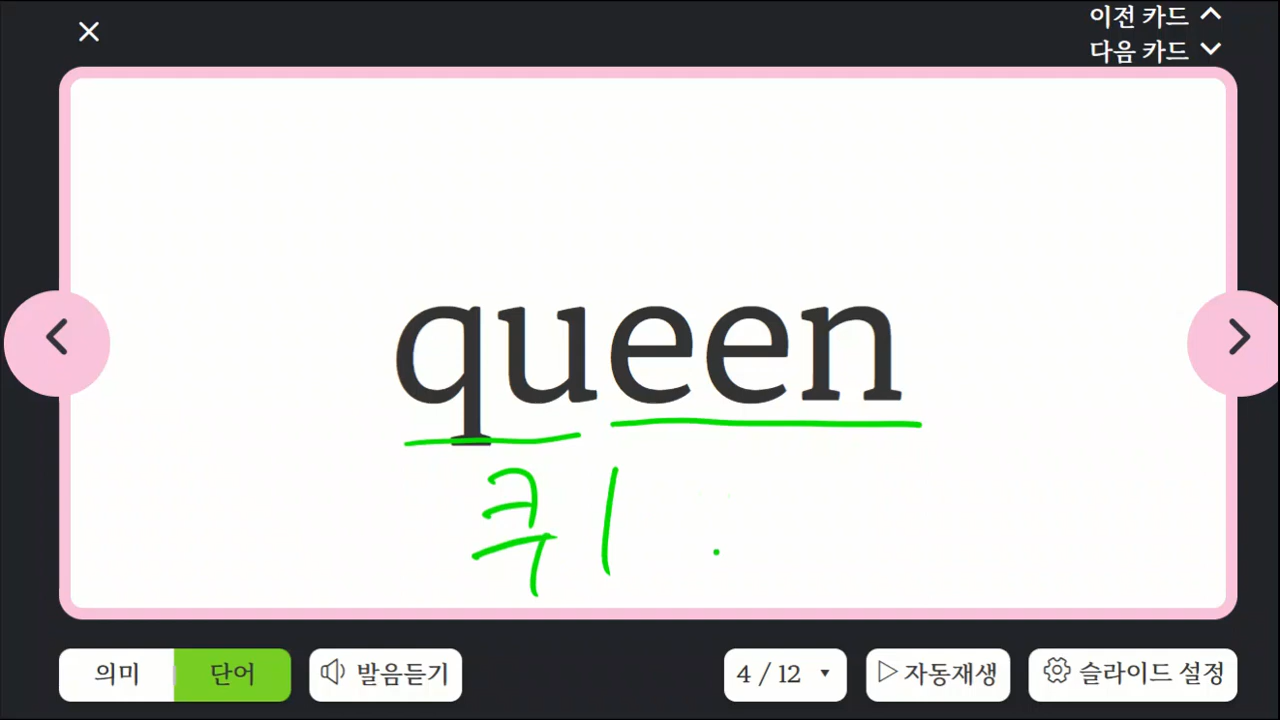 이전 카드
다음 카드
queen
퀴
의미
단어
발음듣기
4 / 12
자동재생
슬라이드 설정